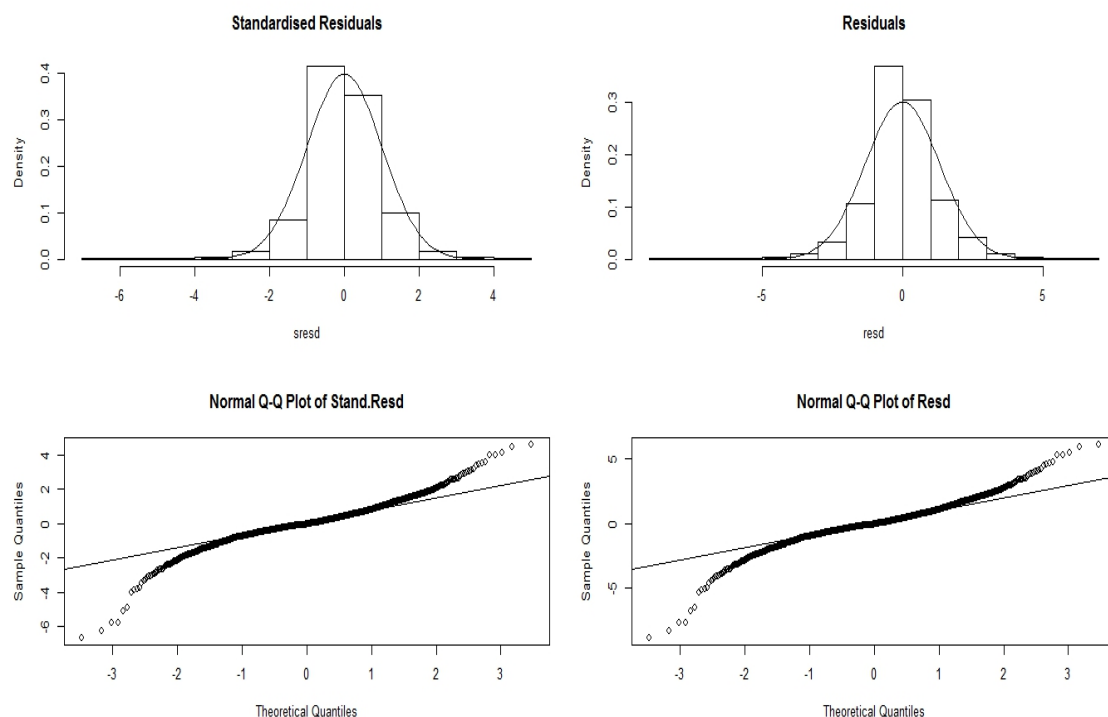 Standardised Residuals
Density
0.0 0.1 0.2 0.3 0.4
-6 -4 -2 0 2 4
sresd
Residuals
Density
0.0 0.1 0.2 0.3
-5 0 5
resd
Normal Q-Q Plot of Stand.Resd
Sample Quantiles
-6 -4 -2 0 2 4
-3 -2 -1 0 1 2 3
Theoretical Quantiles
Normal Q-Q Plot of Resd
Sample Quantiles
-5 0 5
-3 -2 -1 0 1 2 3
Theoretical Quantiles